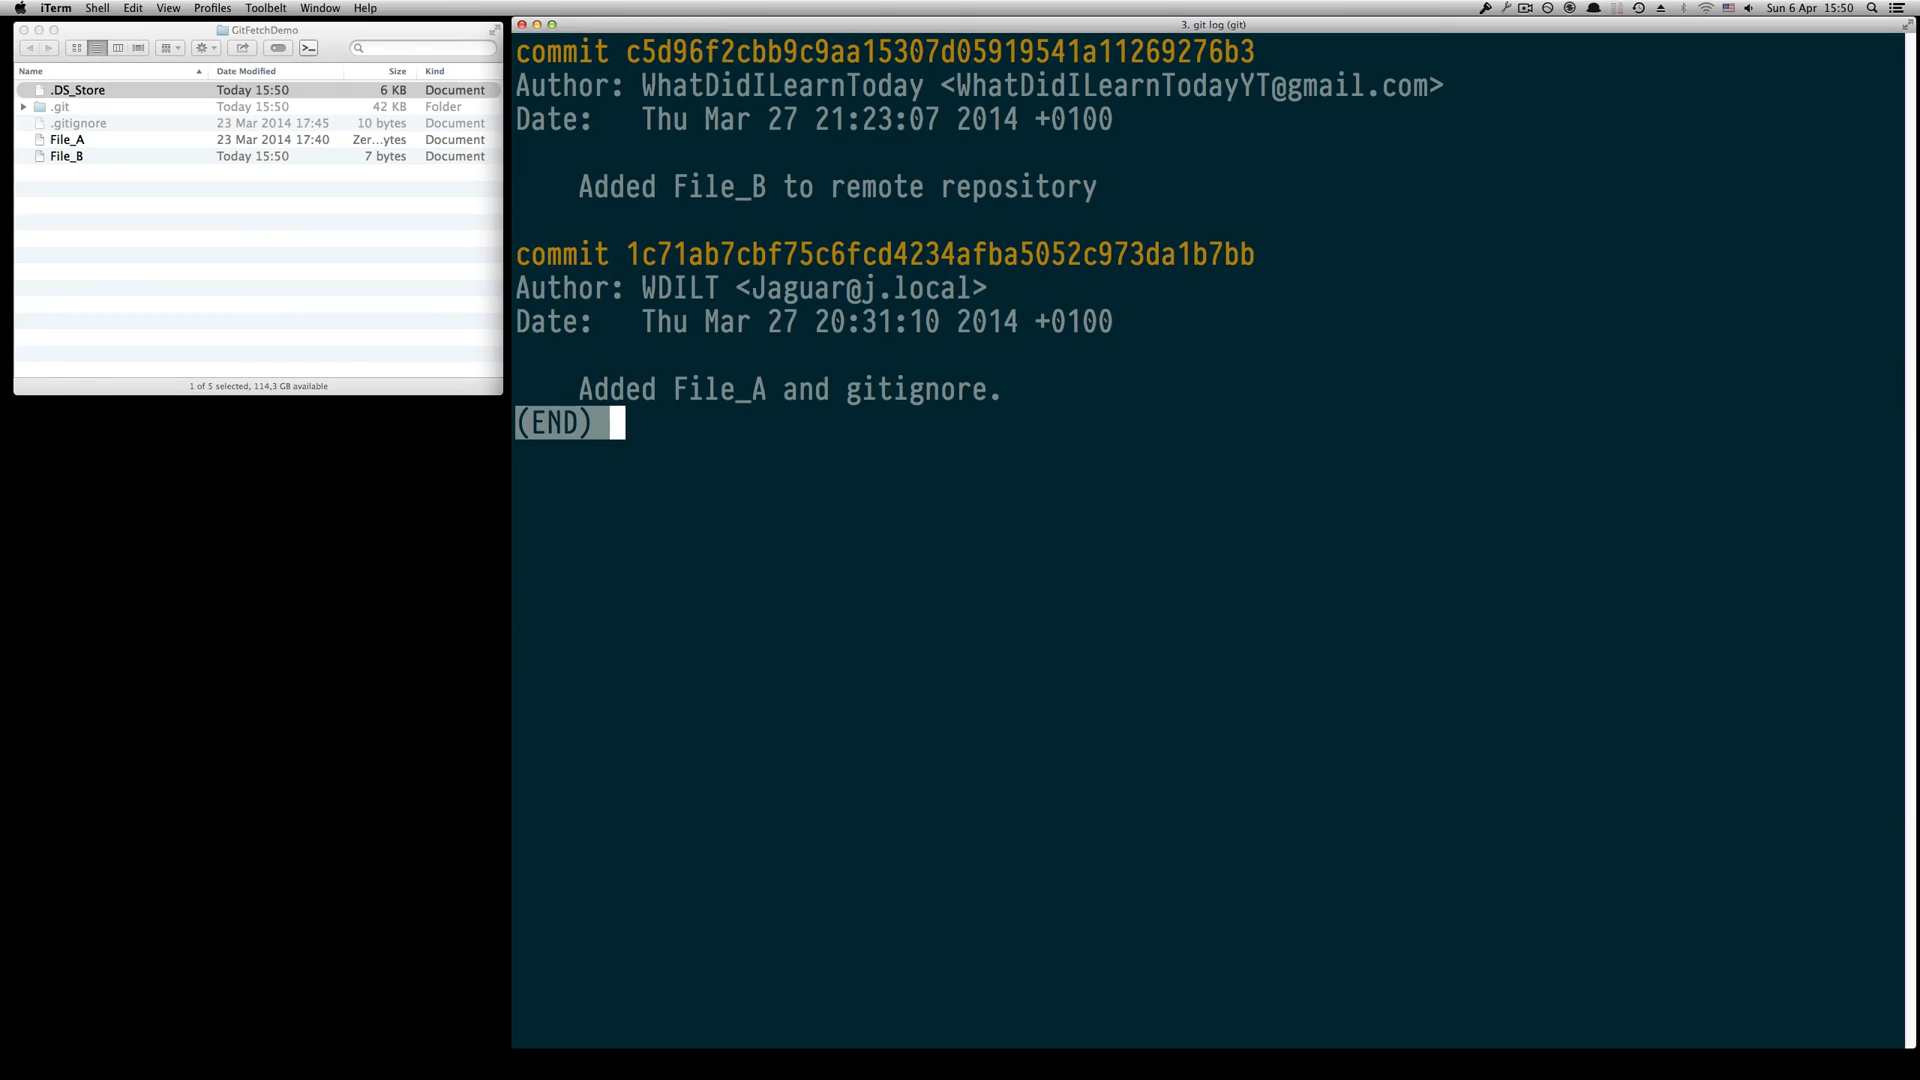 iTerm Shell Edit View Profiles Toolbelt Window Help Sun 6 Apr 15:50
GitFetchDemo
Name Date Modified Size Kind
.DS_Store Today 15:50 6 KB Document
.git Today 15:50 42 KB Folder
.gitignore 23 Mar 2014 17:45 10 bytes Document
File_A 23 Mar 2014 17:40 Zer...ytes Document
File_B Today 15:50 7 bytes Document
1 of 5 selected, 114,3 GB available
3. git log (git)
commit c5d96f2cbb9c9aa15307d05919541a11269276b3
Author: WhatDidILearnToday <WhatDidILearnTodayYT@gmail.com>
Date: Thu Mar 27 21:23:07 2014 +0100
Added File_B to remote repository
commit 1c71ab7cbf75c6fcd4234afba5052c973da1b7bb
Author: WDILT <Jaguar@j.local>
Date: Thu Mar 27 20:31:10 2014 +0100
Added File_A and gitignore.
(END)